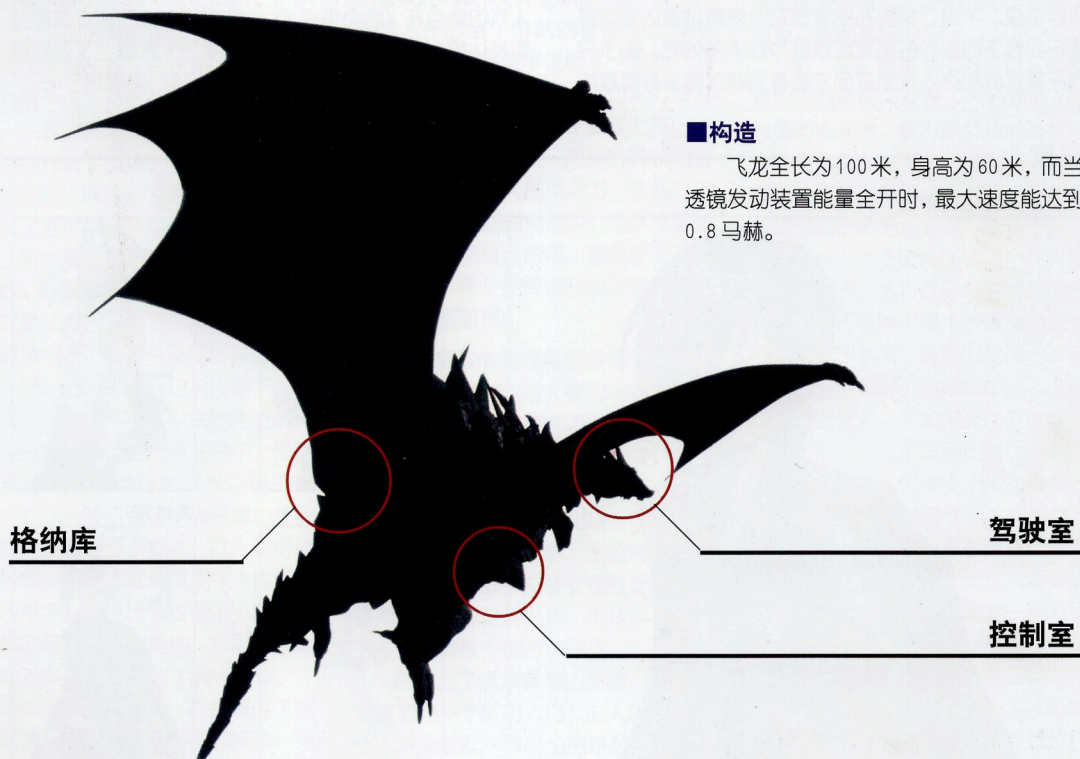 ■构造
飞龙全长为100米，身高为60米，而当
透镜发动装置能量全开时，最大速度能达到
0.8马赫。
格纳库
驾驶室
控制室